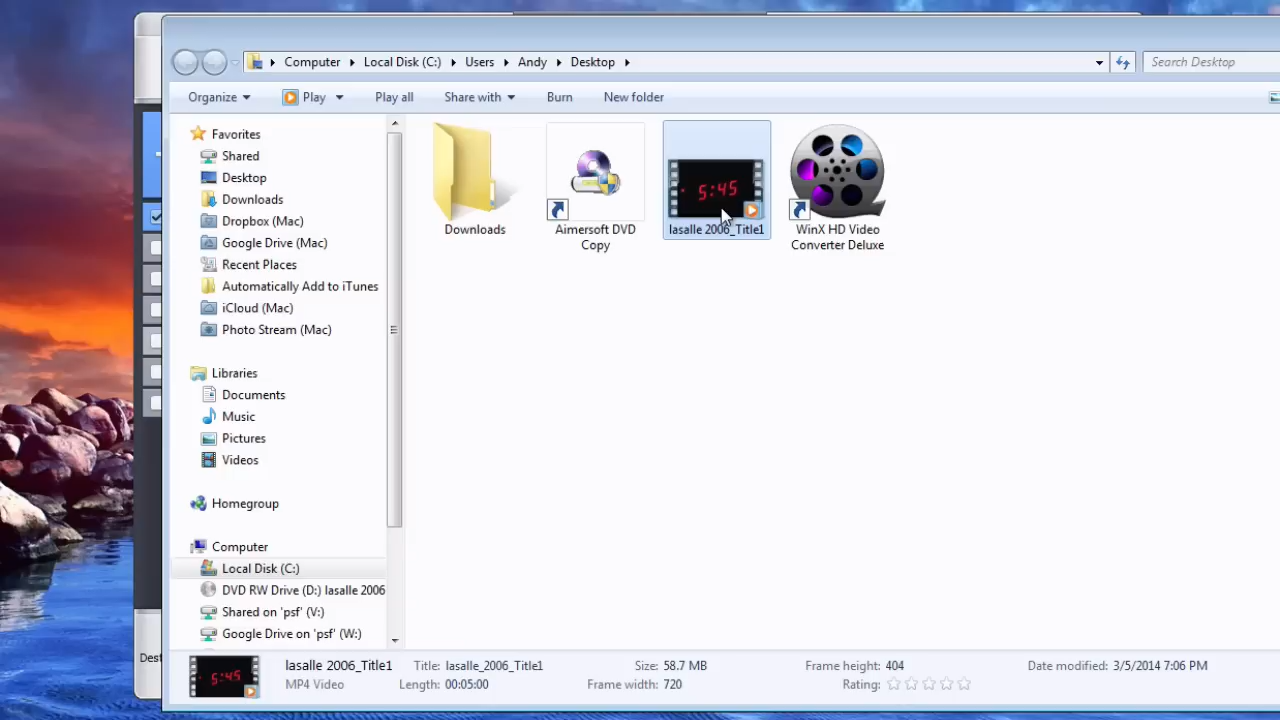 Computer Local Disk (C:) Users Andy Desktop
Search Desktop
Organize Play Play all Share with Burn New folder
Favorites
Shared
Desktop
Downloads
Dropbox (Mac)
Google Drive (Mac)
Recent Places
Automatically Add to iTunes
iCloud (Mac)
Photo Stream (Mac)
Libraries
Documents
Music
Pictures
Videos
Homegroup
Computer
Local Disk (C:)
DVD RW Drive (D:) lasalle 2006
Shared on 'psf' (V:)
Google Drive on 'psf' (W:)
Downloads
Aimersoft DVD
Copy
5:45
lasalle 2006_Title1
WinX HD Video
Converter Deluxe
Dest
5:45
lasalle 2006_Title1
MP4 Video
Title: lasalle_2006_Title1
Length: 00:05:00
Size: 58.7 MB
Frame width: 720
Frame height: 404
Rating:
Date modified: 3/5/2014 7:06 PM